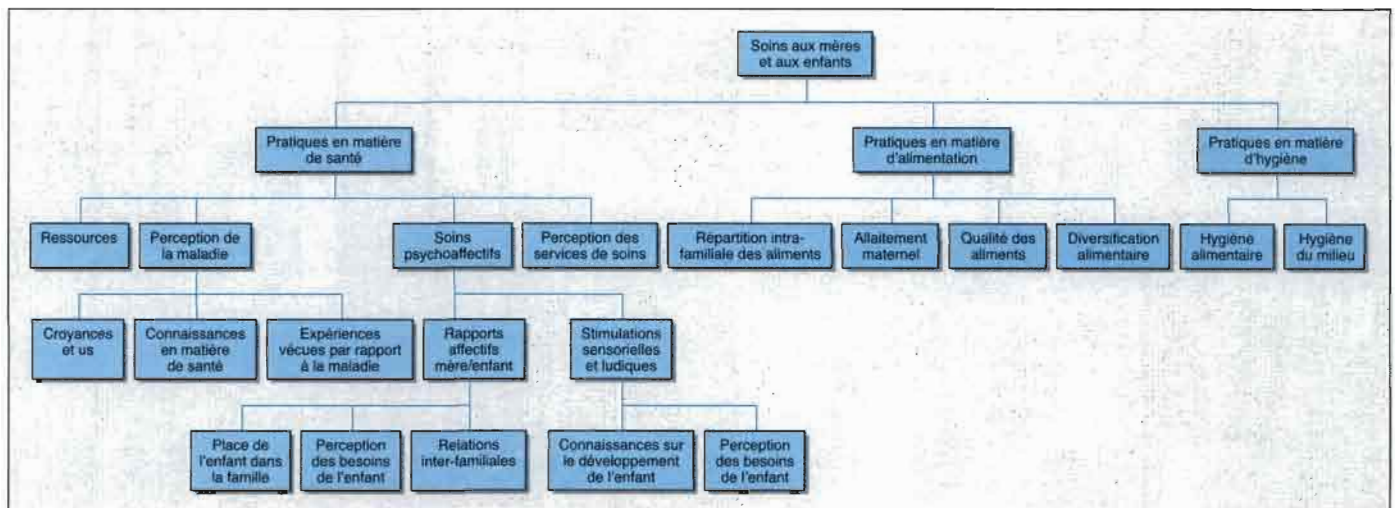 Soins aux mères
et aux enfants
Pratiques en matière
de santé
Pratiques en matière
d'alimentation
Pratiques en matière
d'hygiène
Ressources
Perception de
la maladie
Soins
psychoaffectifs
Perception des
services de soins
Répartition intra-
familiale des aliments
Allaitement
maternel
Qualité des
aliments
Diversification
alimentaire
Hygiène
alimentaire
Hygiène
du milieu
Croyances
et us
Connaissances
en matière
de santé
Expériences
vécues par rapport
à la maladie
Rapports
affectifs
mère/enfant
Stimulations
sensorielles
et ludiques
Place de
l'enfant dans
la famille
Perception
des besoins
de l'enfant
Relations
inter-familiales
Connaissances sur
le développement
de l'enfant
Perception
des besoins
de l'enfant